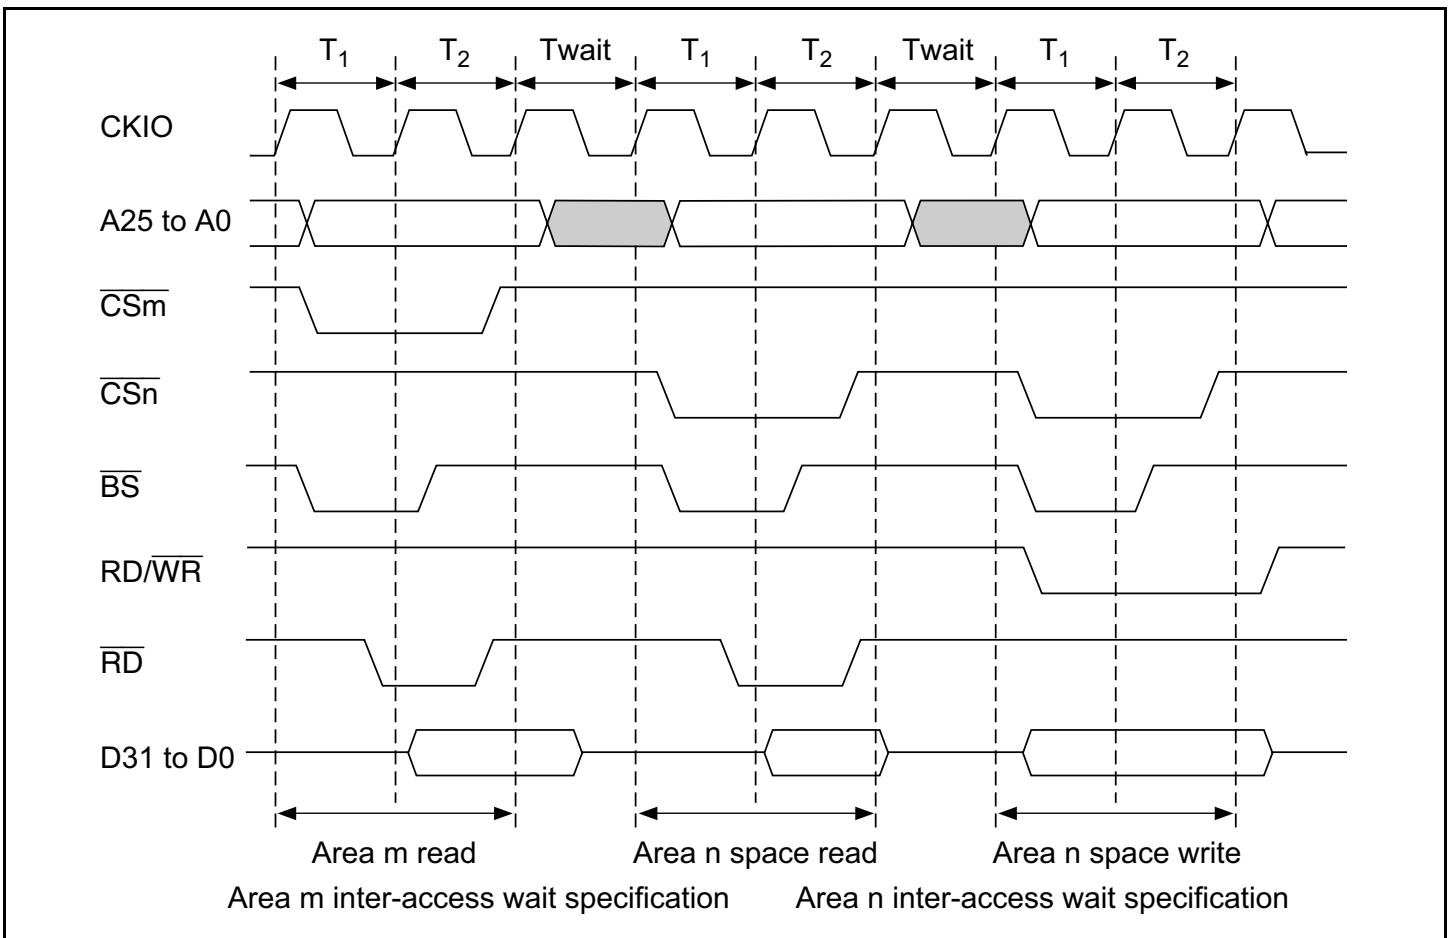 T1 T2 Twait T1 T2 Twait T1 T2
CKIO
A25 to A0
CSm
CSn
BS
RD/WR
RD
D31 to D0
Area m read Area n space read Area n space write
Area m inter-access wait specification Area n inter-access wait specification